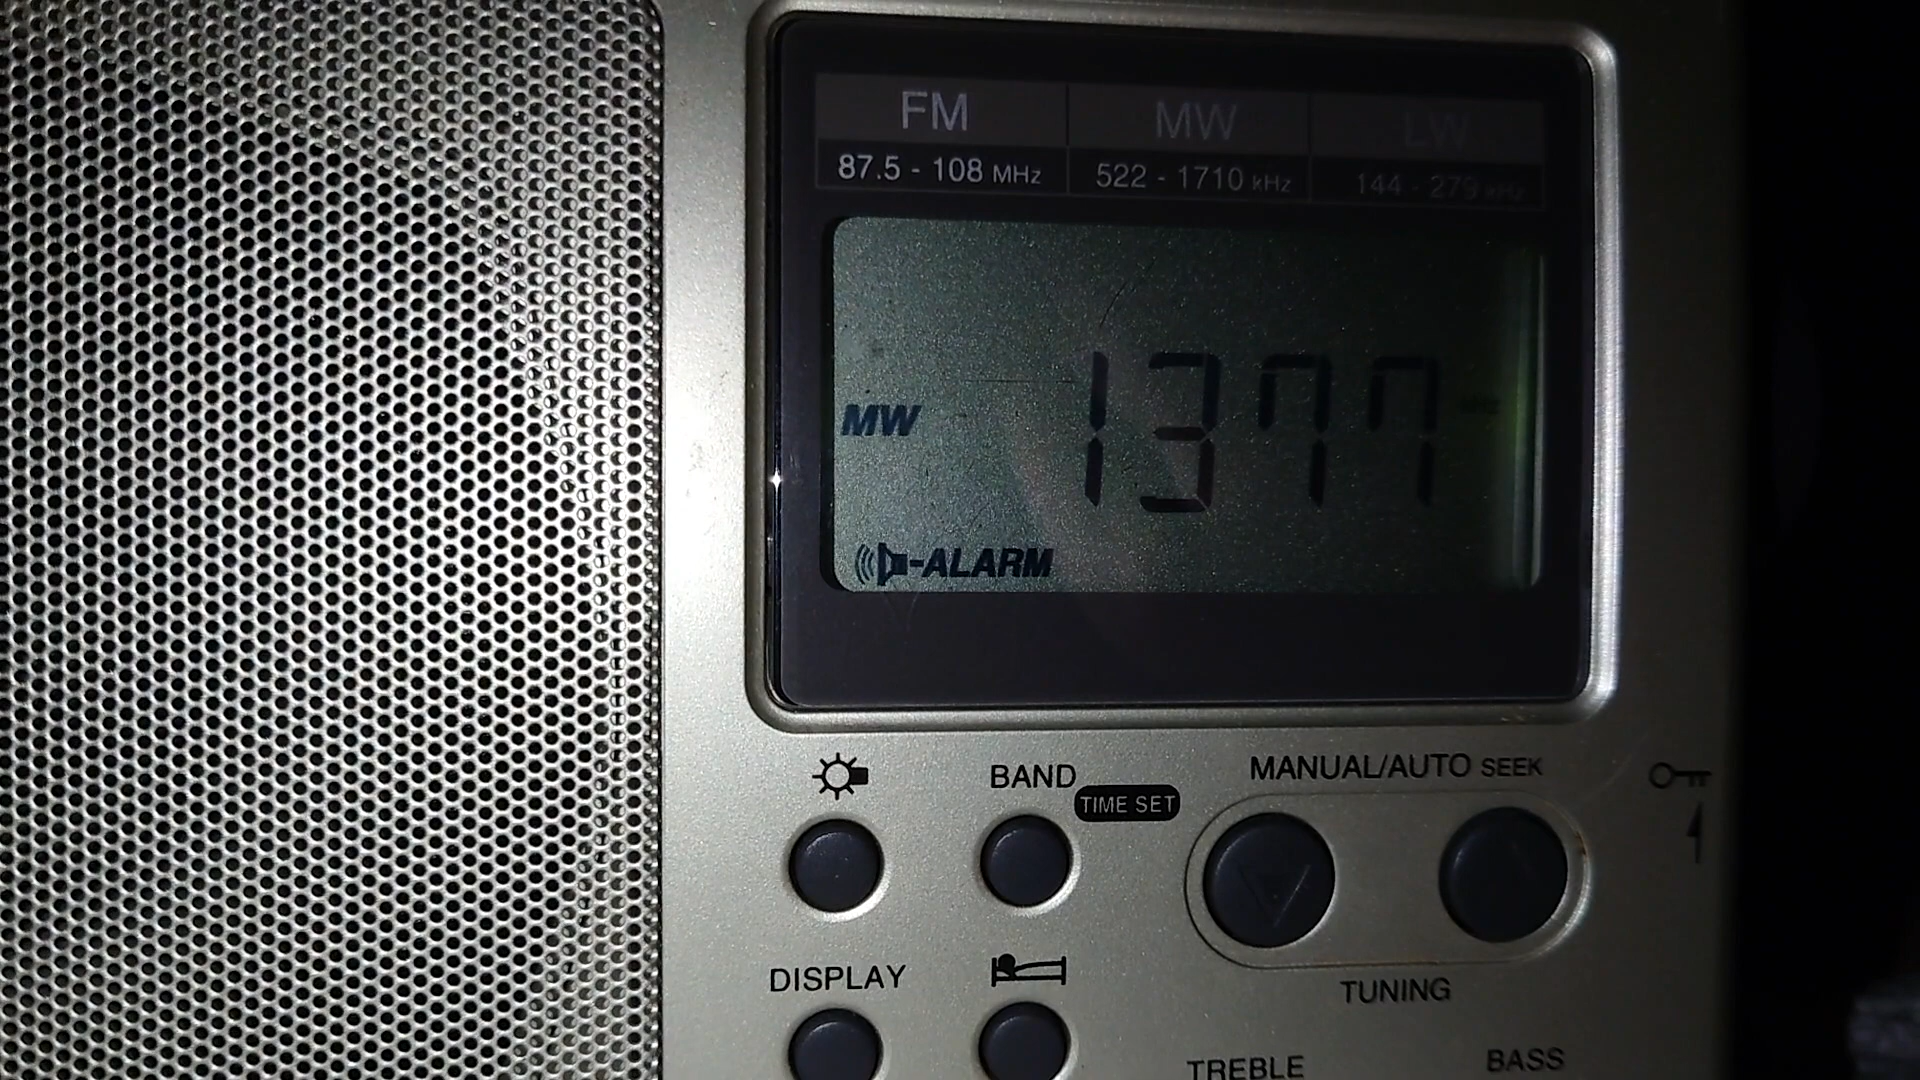 FM MW LW
87.5 - 108 MHz 522 - 1710 kHz 144 - 279 kHz
MW 1377 kHz
-ALARM
BAND
TIME SET
MANUAL/AUTO SEEK
DISPLAY
TUNING
TREBLE
BASS